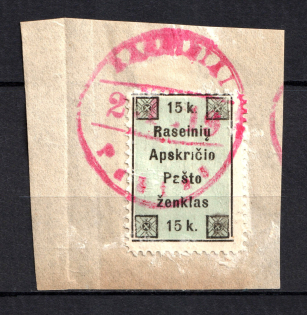 15 k.
Raseinių
Apskričio
Pašto
ženklas
15 k.